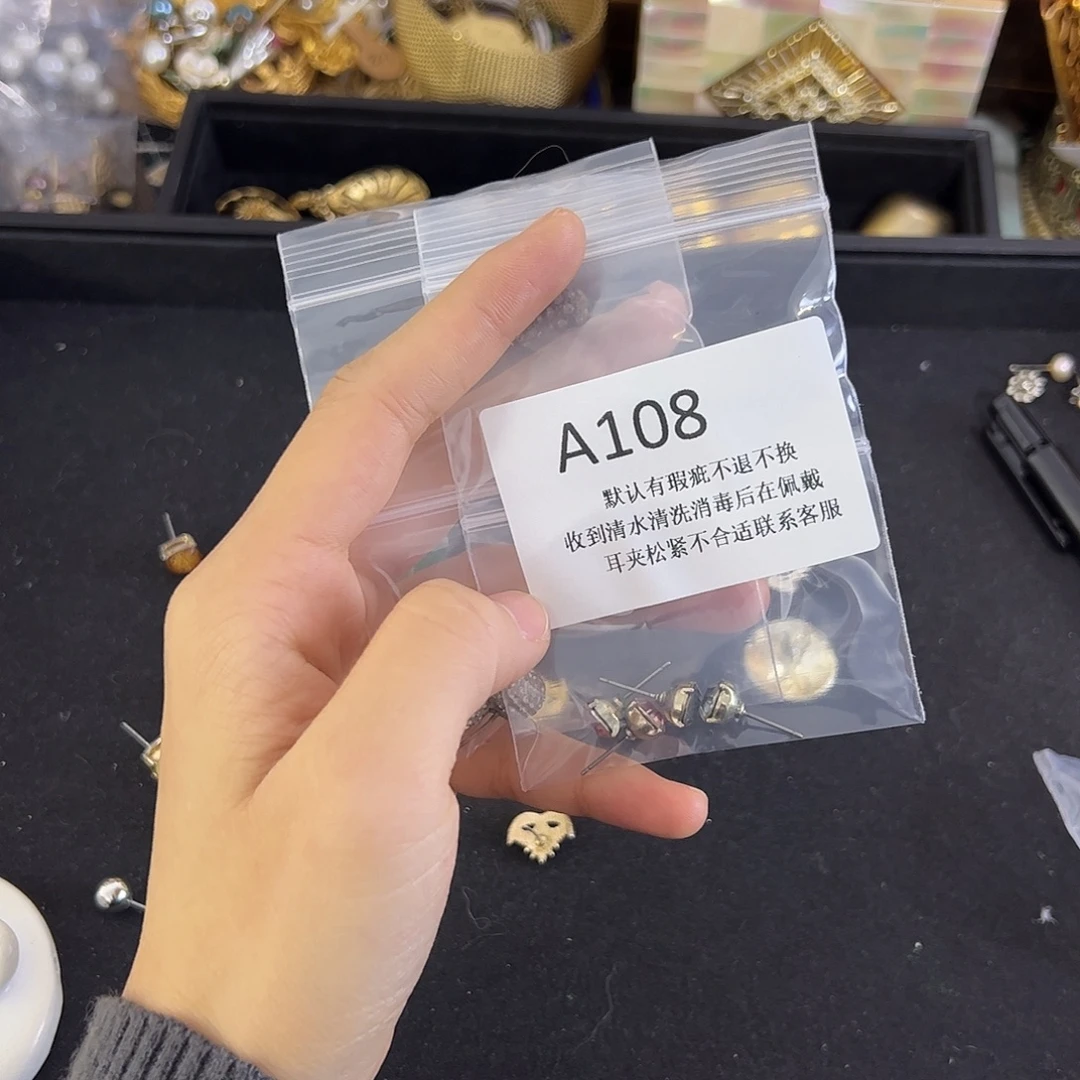 A108
默认有瑕疵不退不换
收到清水清洗消毒后在佩戴
耳夹松紧不合适联系客服